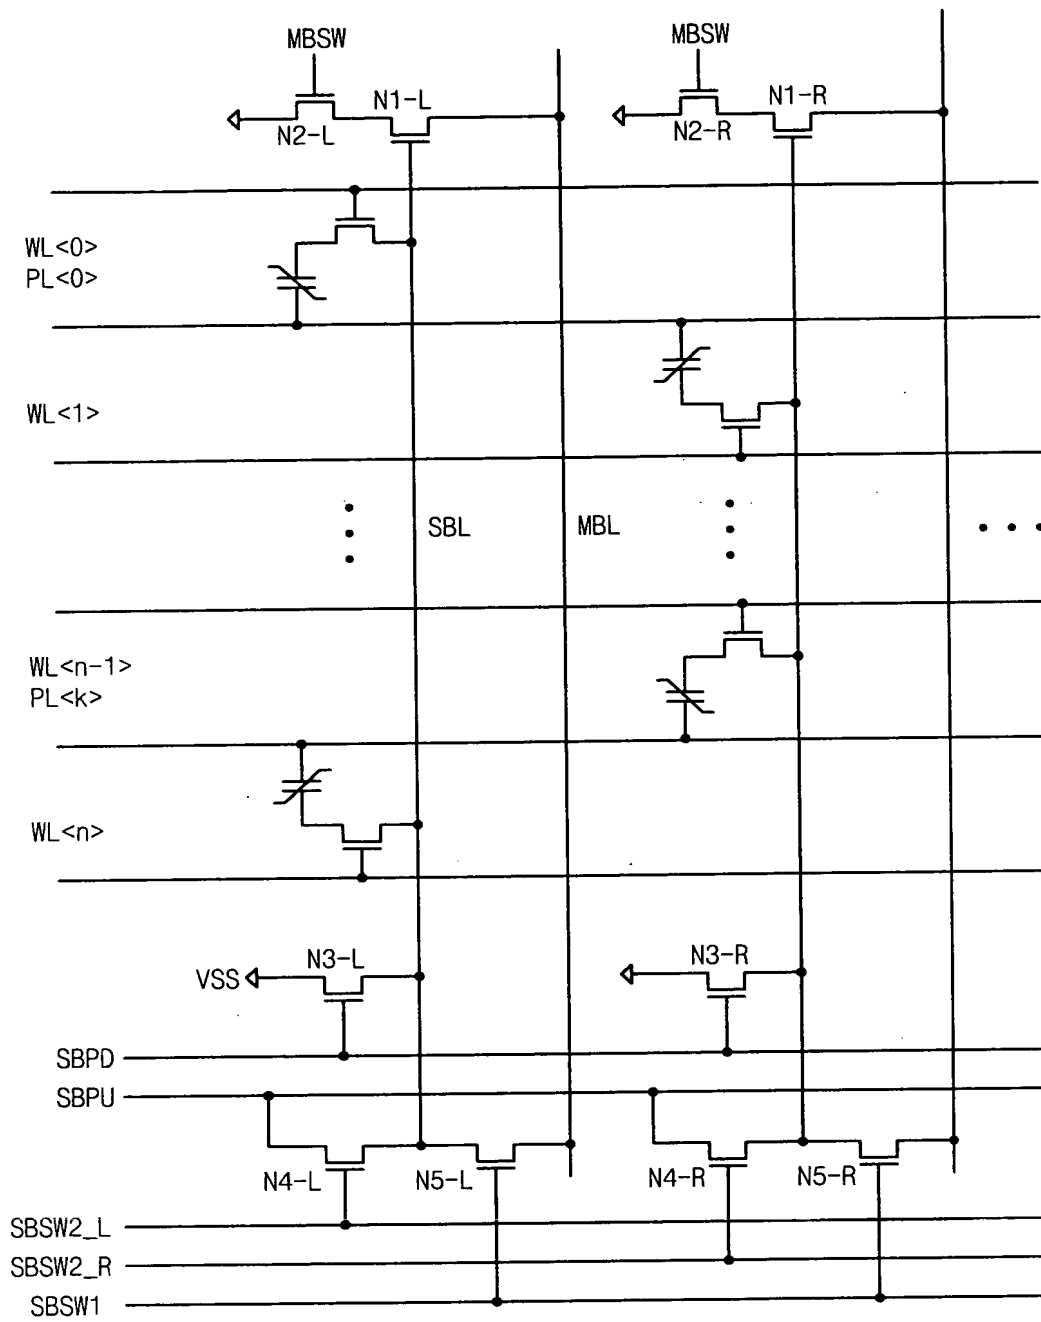 MBSW
MBSW
N1-L
N1-R
N2-L
N2-R
WL<0>
PL<0>
WL<1>
SBL
MBL
WL<n-1>
PL<k>
WL<n>
N3-L
N3-R
VSS
SBPD
SBPU
N4-L
N5-L
N4-R
N5-R
SBSW2_L
SBSW2_R
SBSW1